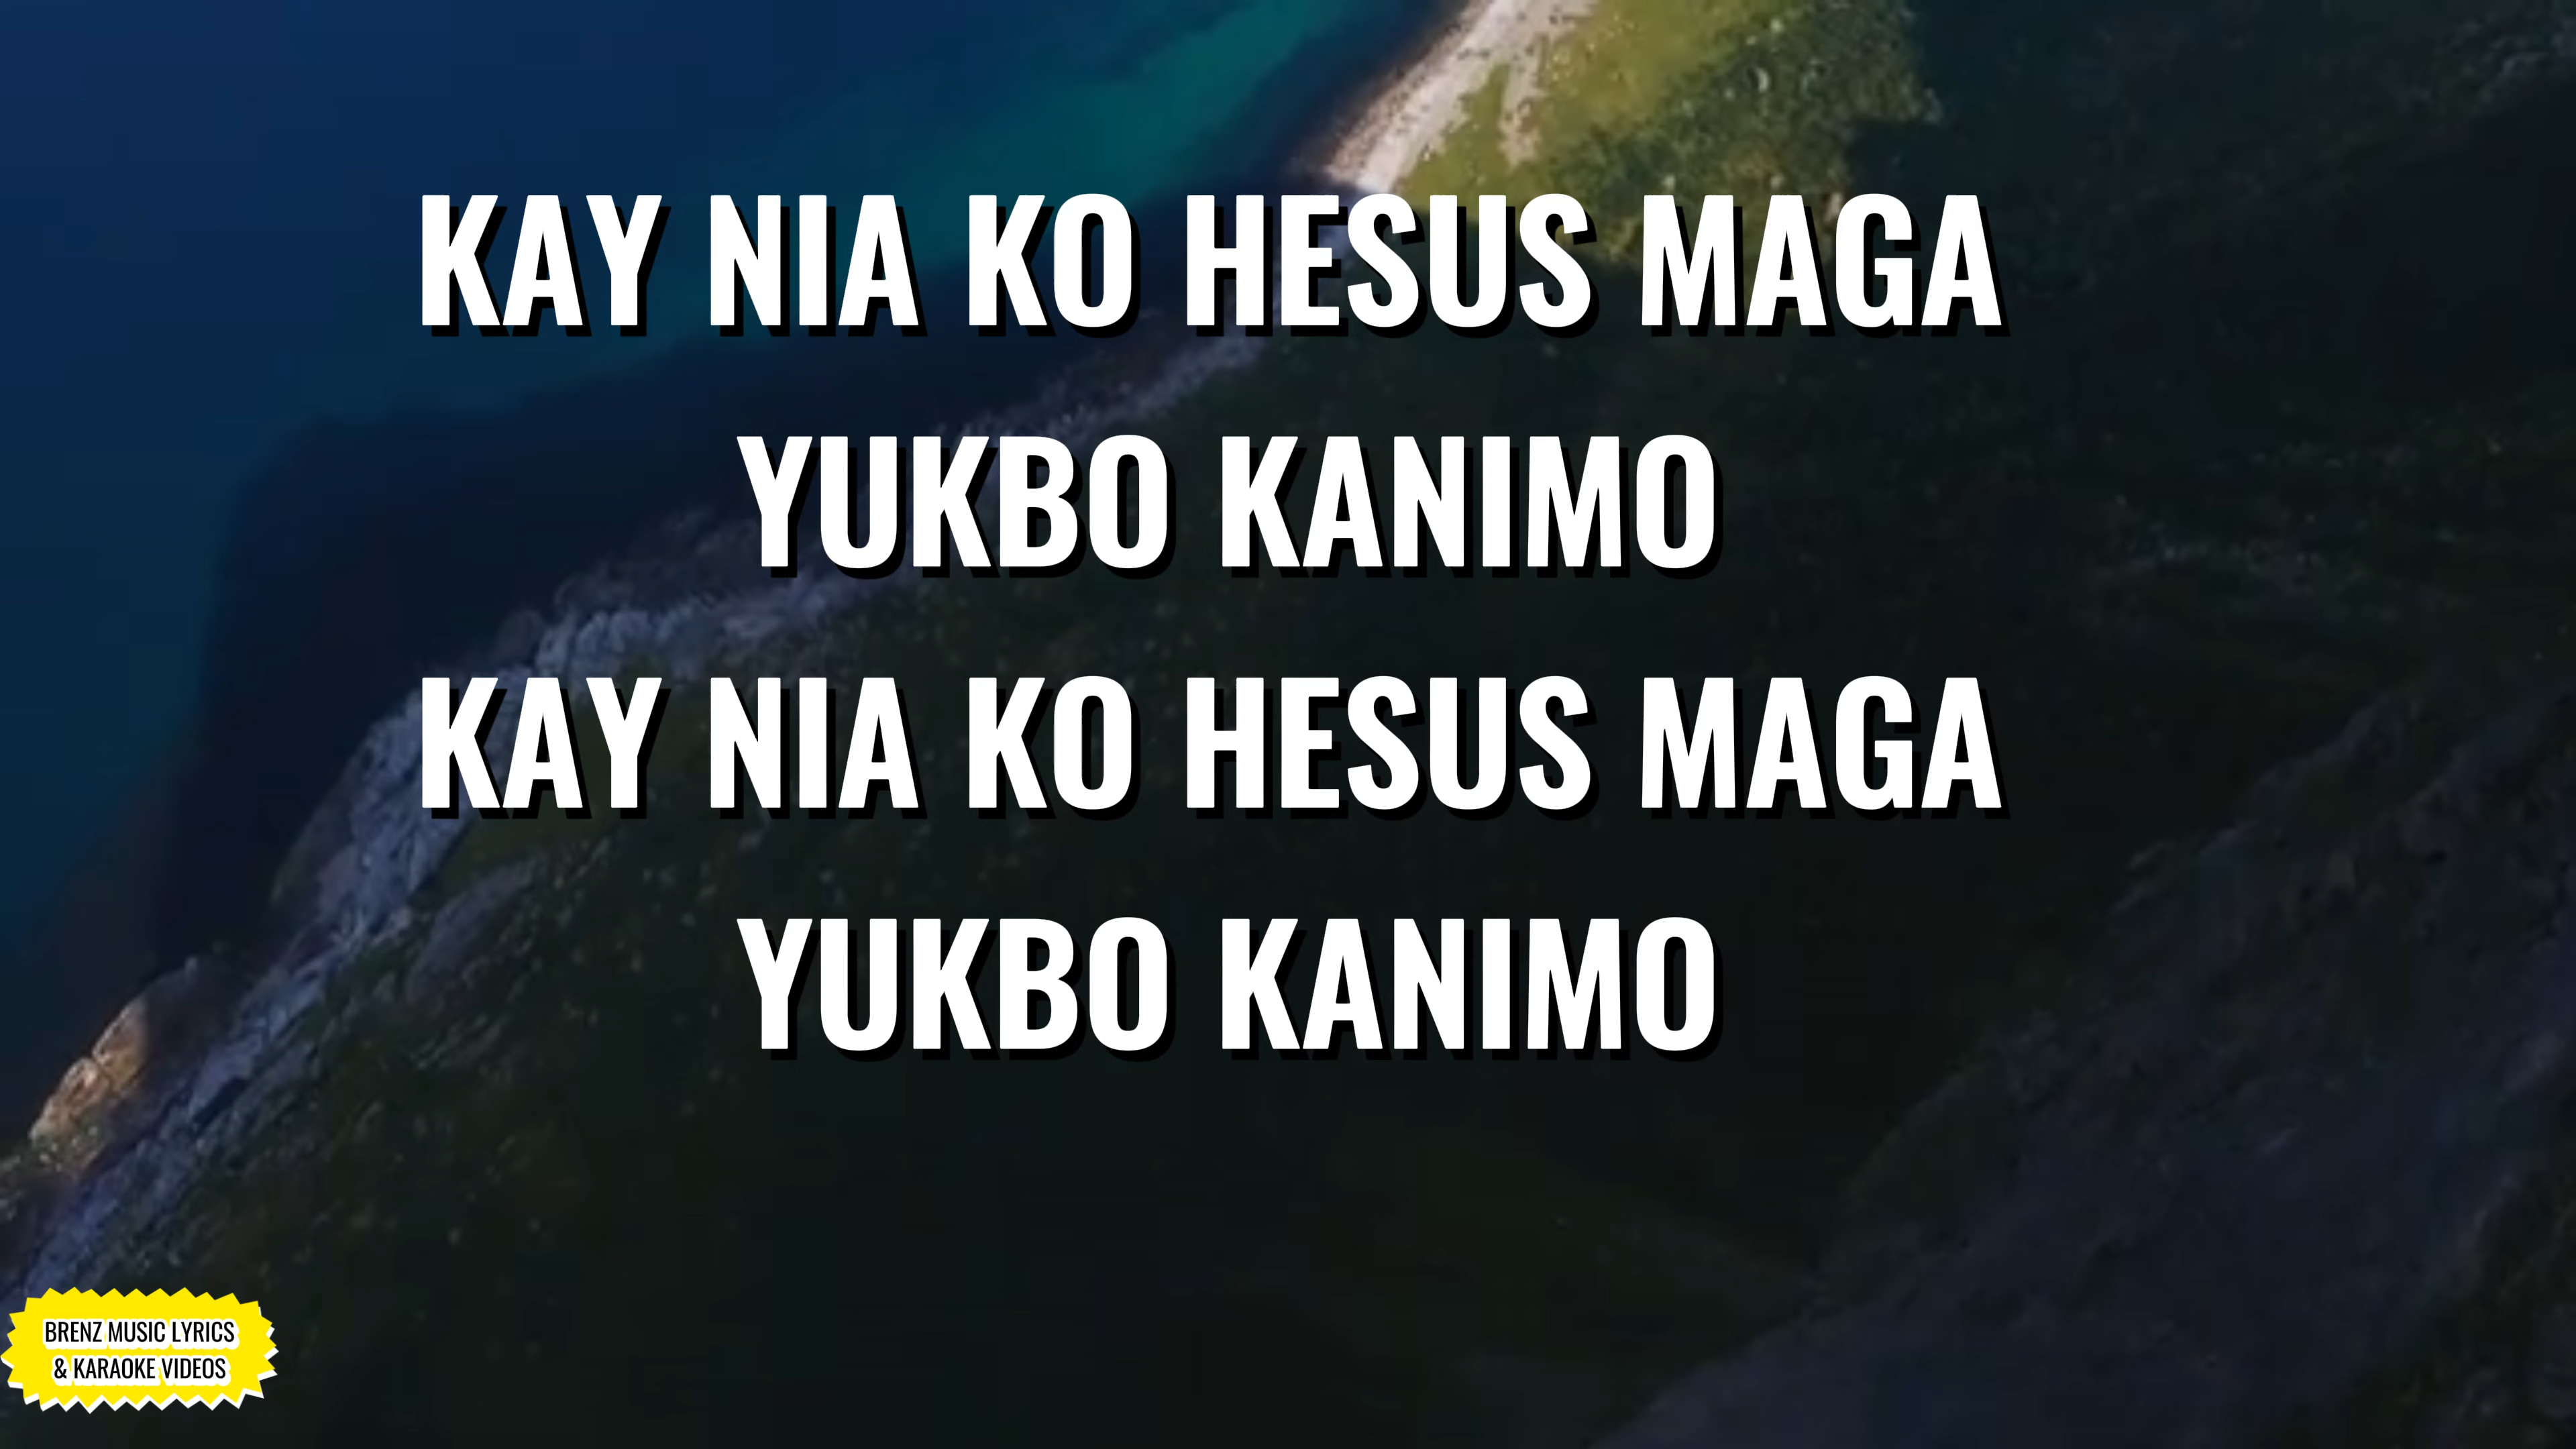 KAY NIA KO HESUS MAGA
YUKBO KANIMO
KAY NIA KO HESUS MAGA
YUKBO KANIMO
BRENZ MUSIC LYRICS
& KARAOKE VIDEOS